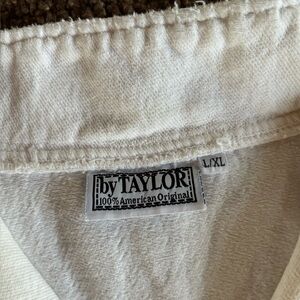 by TAYLOR
100% American Original
L/XL